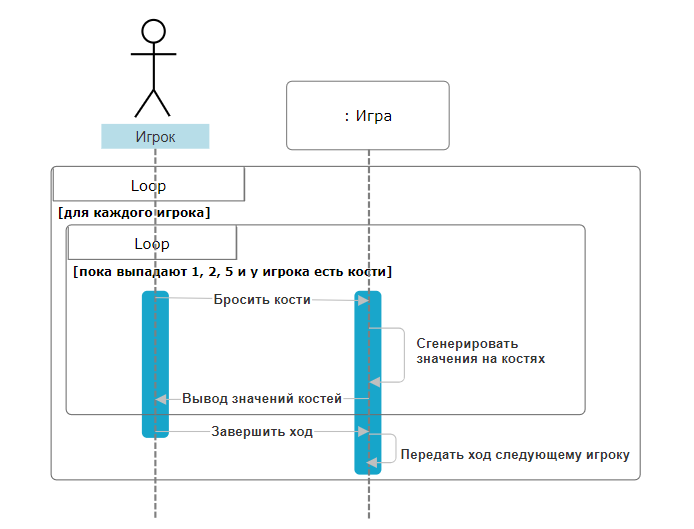 Игрок
: Игра
Loop
[для каждого игрока]
Loop
[пока выпадают 1, 2, 5 и у игрока есть кости]
Бросить кости
Сгенерировать
значения на костях
Вывод значений костей
Завершить ход
Передать ход следующему игроку